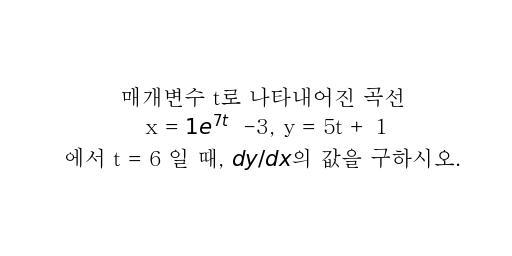 매개변수 t로 나타내어진 곡선
x = 1e^{7t} -3, y = 5t + 1
에서 t = 6 일 때, dy/dx의 값을 구하시오.